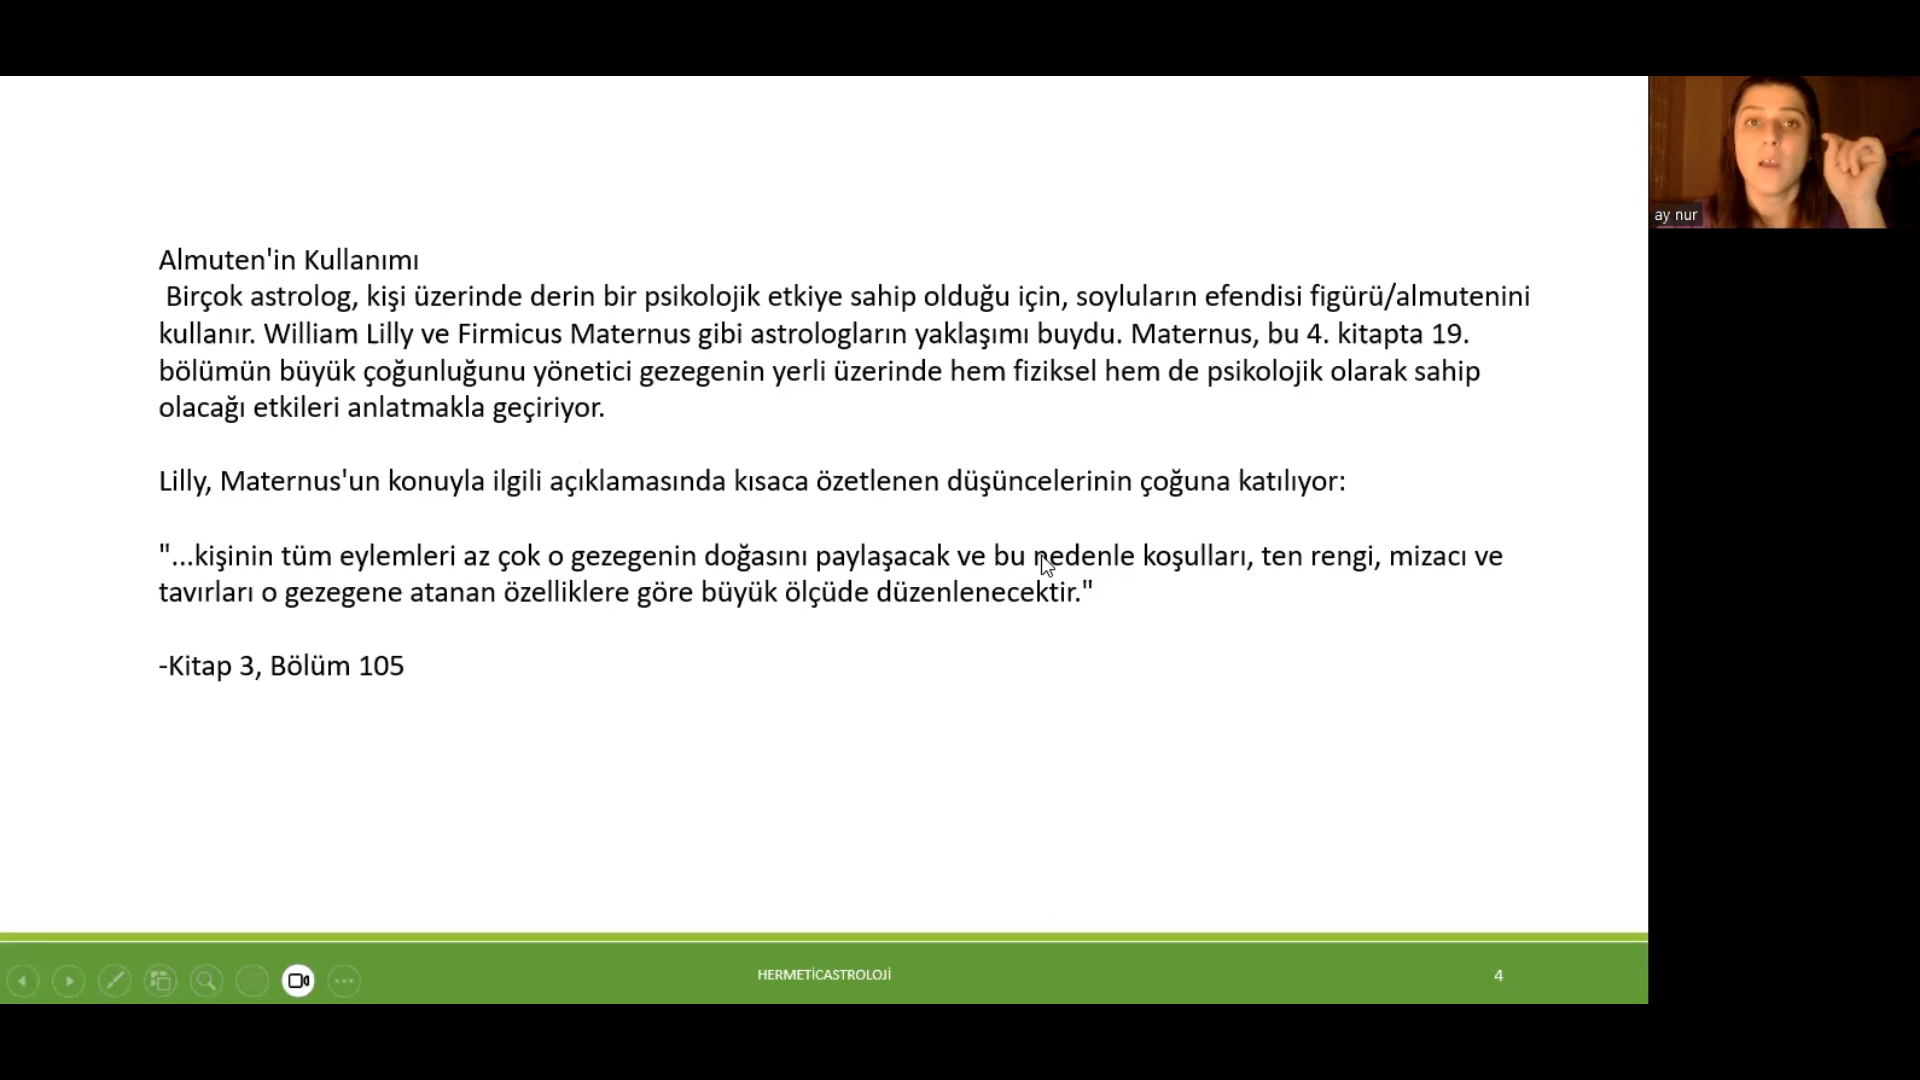 Almuten'in Kullanımı
Birçok astrolog, kişi üzerinde derin bir psikolojik etkiye sahip olduğu için, soyluların efendisi figürü/almutenini
kullanır. William Lilly ve Firmicus Maternus gibi astrologların yaklaşımı buydu. Maternus, bu 4. kitapta 19.
bölümün büyük çoğunluğunu yönetici gezegenin yerli üzerinde hem fiziksel hem de psikolojik olarak sahip
olacağı etkileri anlatmakla geçiriyor.
Lilly, Maternus'un konuyla ilgili açıklamasında kısaca özetlenen düşüncelerinin çoğuna katılıyor:
"...kişinin tüm eylemleri az çok o gezegenin doğasını paylaşacak ve bu nedenle koşulları, ten rengi, mizacı ve
tavırları o gezegene atanan özelliklere göre büyük ölçüde düzenlenecektir."
-Kitap 3, Bölüm 105
HERMETİCASTROLOJİ
4
ay nur